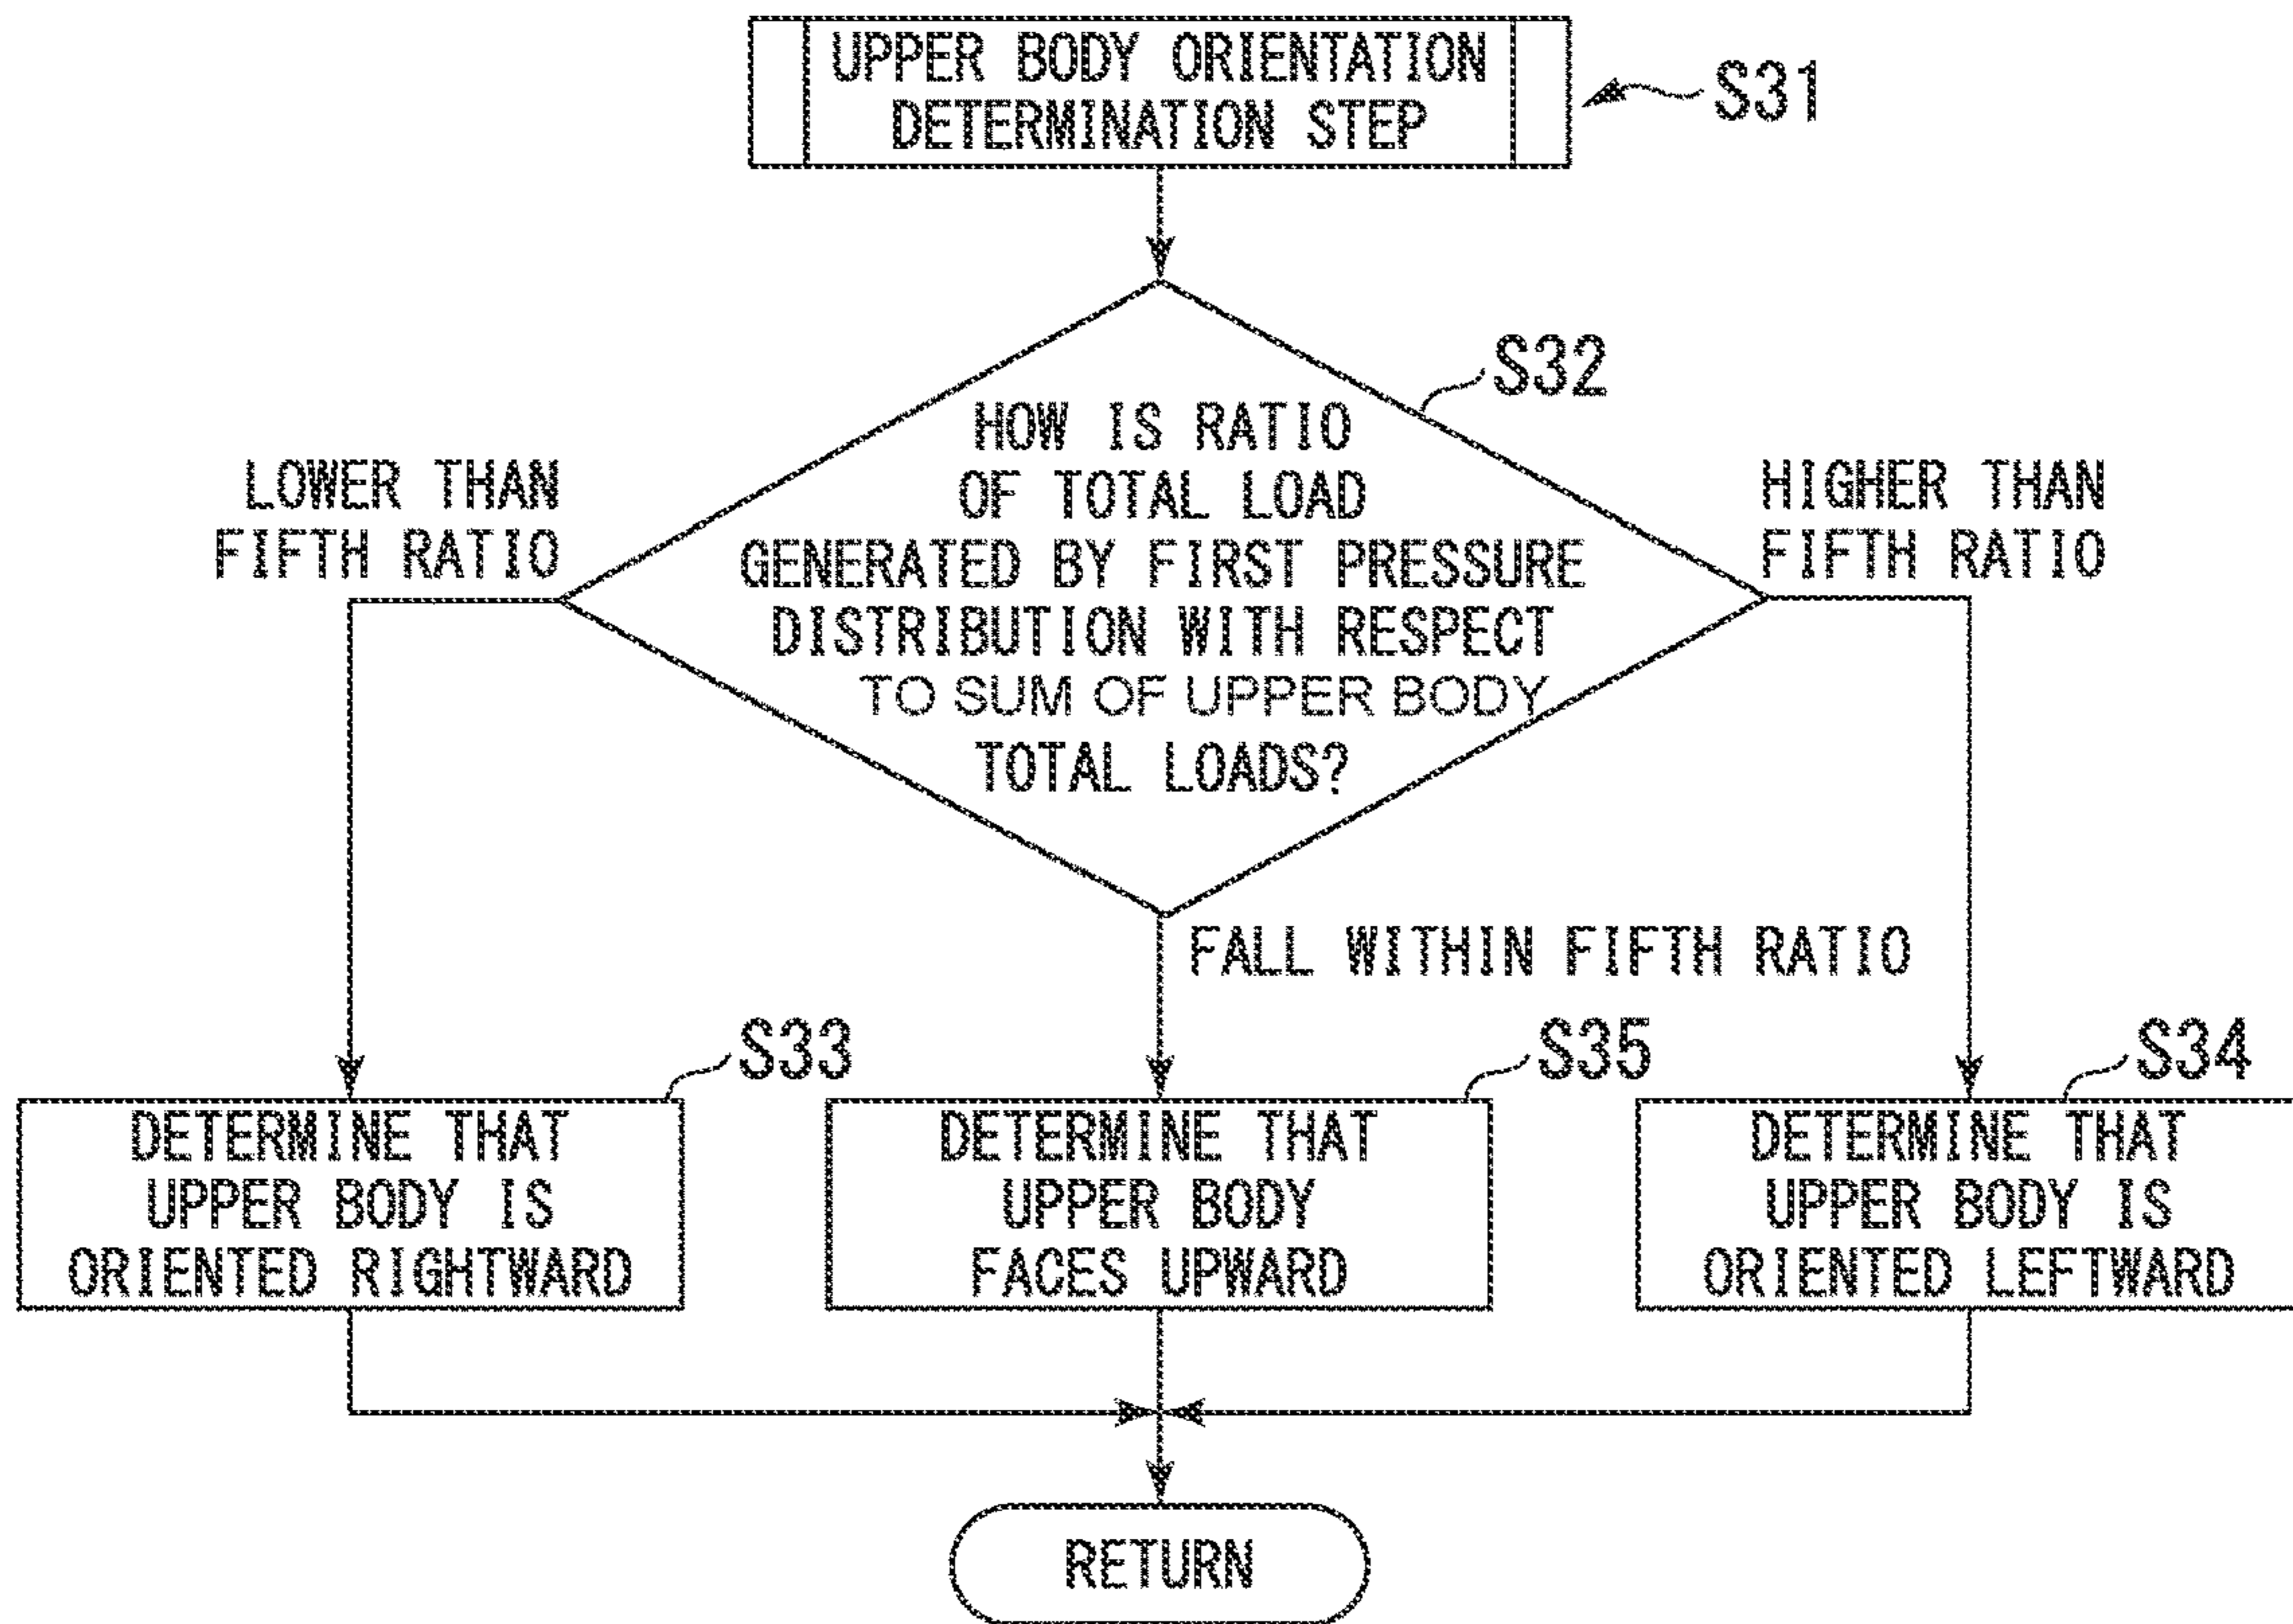 UPPER BODY ORIENTATION
DETERMINATION STEP
S31
S32
HOW IS RATIO
OF TOTAL LOAD
GENERATED BY FIRST PRESSURE
DISTRIBUTION WITH RESPECT
TO SUM OF UPPER BODY
TOTAL LOADS?
LOWER THAN
FIFTH RATIO
HIGHER THAN
FIFTH RATIO
FALL WITHIN FIFTH RATIO
S33
DETERMINE THAT
UPPER BODY IS
ORIENTED RIGHTWARD
S35
DETERMINE THAT
UPPER BODY
FACES UPWARD
S34
DETERMINE THAT
UPPER BODY IS
ORIENTED LEFTWARD
RETURN